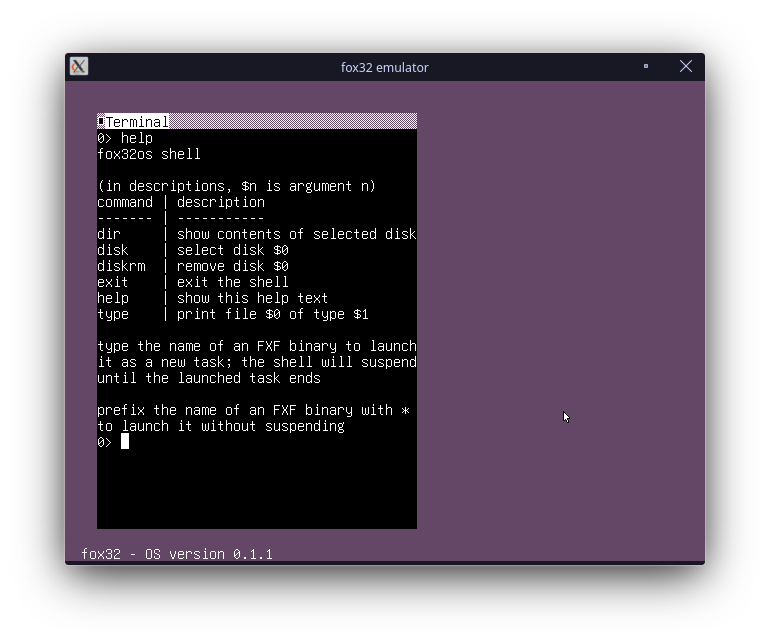 fox32 emulator
Terminal
0> help
fox32os shell
(in descriptions, $n is argument n)
command | description
------- | -----------
dir     | show contents of selected disk
disk    | select disk $0
diskrm  | remove disk $0
exit    | exit the shell
help    | show this help text
type    | print file $0 of type $1
type the name of an FXF binary to launch
it as a new task; the shell will suspend
until the launched task ends
prefix the name of an FXF binary with *
to launch it without suspending
0>
fox32 - OS version 0.1.1